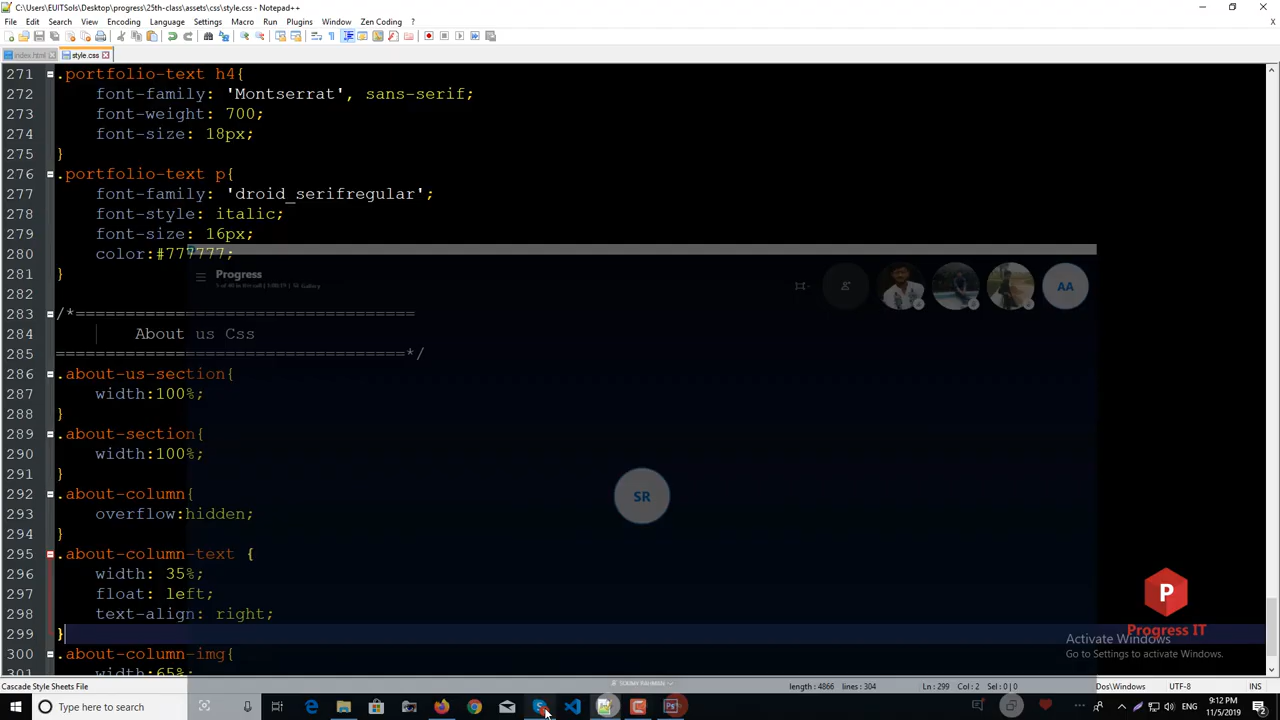 C:\Users\EUITSols\Desktop\progress\25th-class\assets\css\style.css - Notepad++
File Edit Search View Encoding Language Settings Macro Run Plugins Window Zen Coding ?
X
index.html style.css
271 .portfolio-text h4{
272 font-family: 'Montserrat', sans-serif;
273 font-weight: 700;
274 font-size: 18px;
275 }
276 .portfolio-text p{
277 font-family: 'droid_serifregular';
278 font-style: italic;
279 font-size: 16px;
280 color:#777777;
281 }
282
283 /*==================================
284 About us Css
285 ===================================*/
286 .about-us-section{
287 width:100%;
288 }
289 .about-section{
290 width:100%;
291 }
292 .about-column{
293 overflow:hidden;
294 }
295 .about-column-text {
296 width: 35%;
297 float: left;
298 text-align: right;
299 }
300 .about-column-img{
301 width:65%;
Progress
AA
SR
P
Progress IT
Activate Windows
Go to Settings to activate Windows.
SONNY RAHMAN
Cascade Style Sheets File length : 4866 lines : 304 Ln : 299 Col : 2 Sel : 0 | 0 Dos\Windows UTF-8 INS
Type here to search
9:12 PM
11/5/2019
2